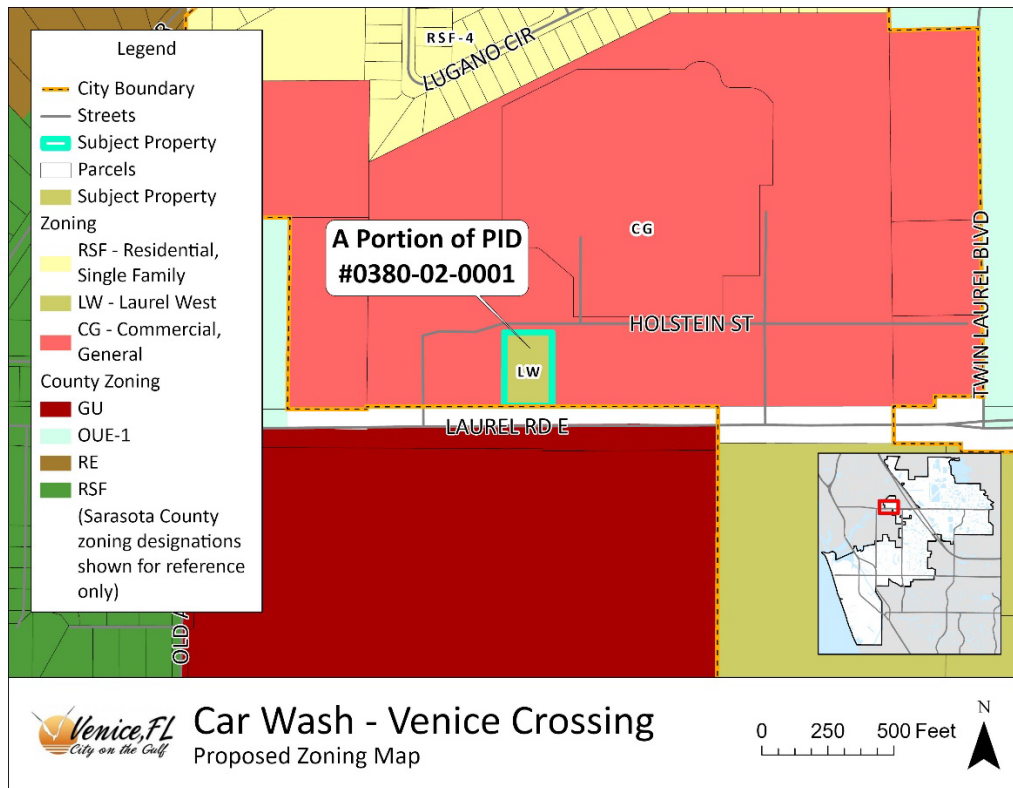 Legend
City Boundary
Streets
Subject Property
Parcels
Subject Property
Zoning
RSF - Residential,
Single Family
LW - Laurel West
CG - Commercial,
General
County Zoning
GU
OUE-1
RE
RSF
(Sarasota County
zoning designations
shown for reference
only)
RSF-4
LUGANO CIR
CG
A Portion of PID
#0380-02-0001
HOLSTEIN ST
LW
LAUREL RD E
TWIN LAUREL BLVD
OLD
Venice, FL
City on the Gulf
Car Wash - Venice Crossing
Proposed Zoning Map
0 250 500 Feet
N